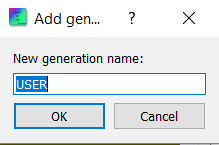 Add gen...
New generation name:
USER
OK
Cancel